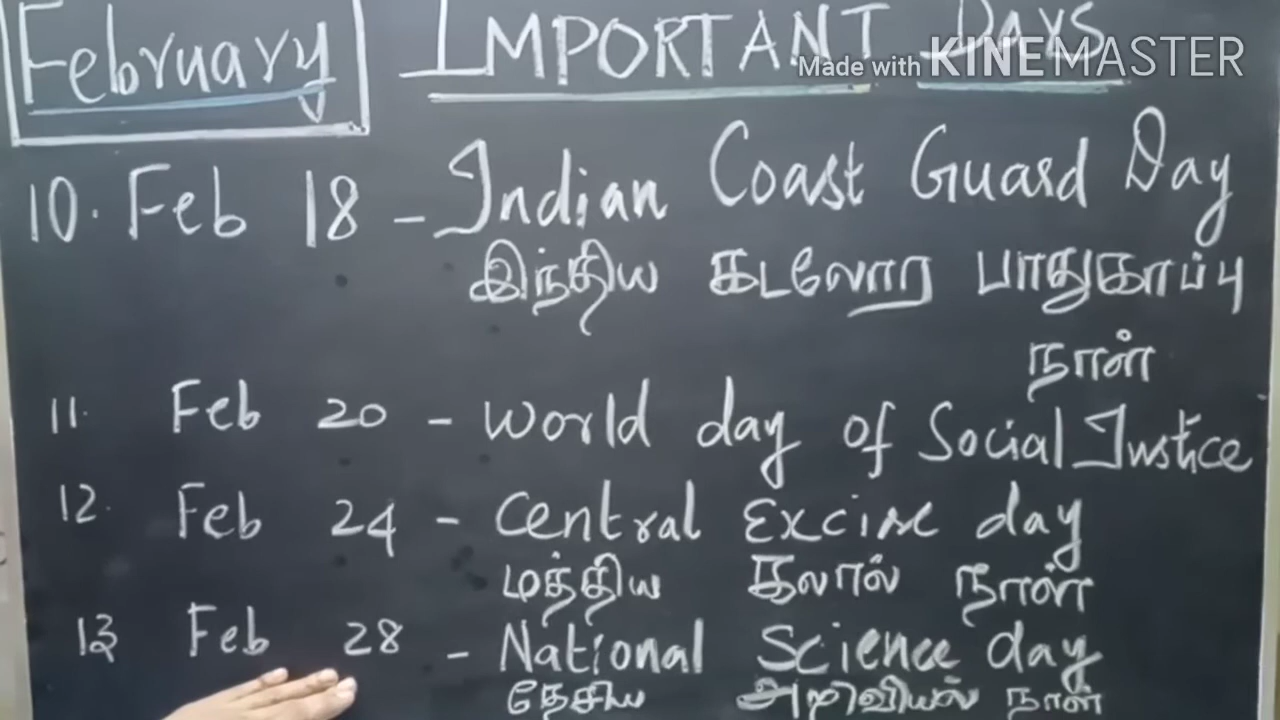 February IMPORTANT DAYS
Made with KINEMASTER
10. Feb 18 - Indian Coast Guard Day
இந்திய கடலோர பாதுகாப்பு
நாள்
11. Feb 20 - World day of Social Justice
12. Feb 24 - Central Excise day
மத்திய கலால் நாள்
13 Feb 28 - National Science day
தேசிய அறிவியல் நாள்